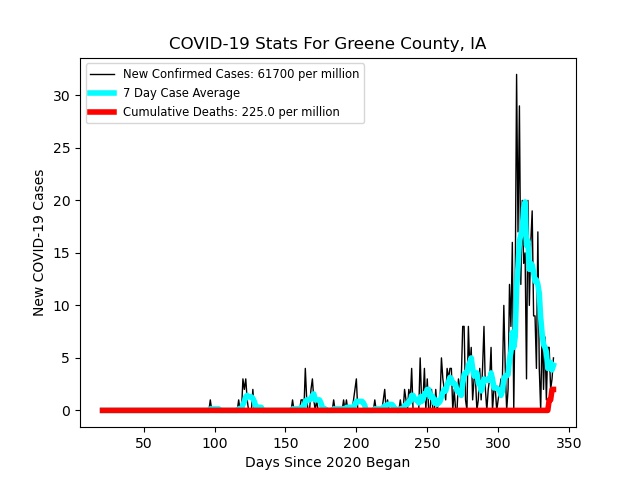 COVID-19 Stats For Greene County, IA
New Confirmed Cases: 61700 per million
7 Day Case Average
Cumulative Deaths: 225.0 per million
New COVID-19 Cases
30
25
20
15
10
5
0
50 100 150 200 250 300 350
Days Since 2020 Began